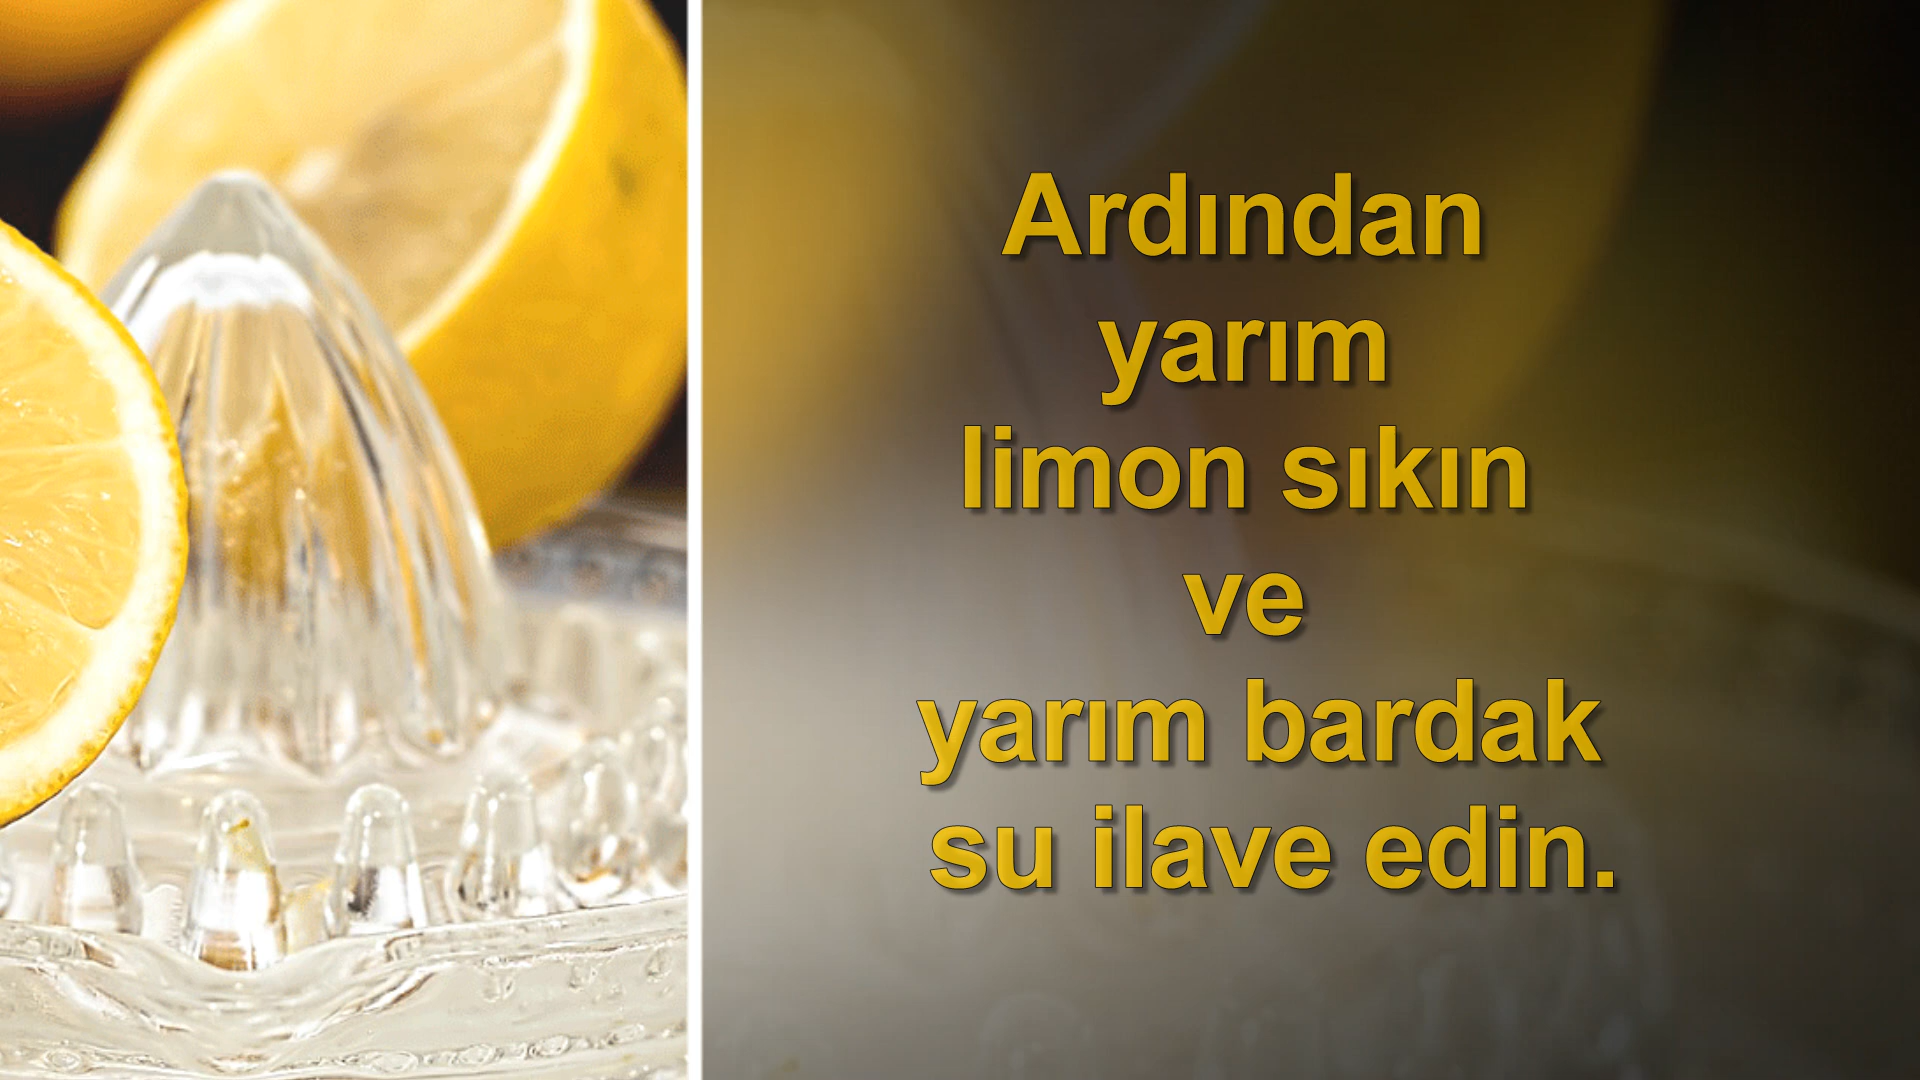 Ardından
yarım
limon sıkın
ve
yarım bardak
su ilave edin.